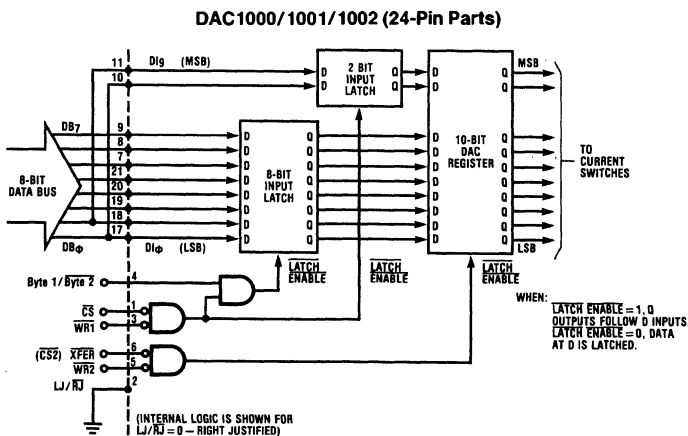 DAC1000/1001/1002 (24-Pin Parts)
11 DI9 (MSB)
10
2 BIT
INPUT
LATCH
D Q
D Q
D Q MSB
D Q
8-BIT
DATA BUS
DB7 9
8
7
21
20
19
18
DBΦ 17 DIΦ (LSB)
8-BIT
INPUT
LATCH
D Q
D Q
D Q
D Q
D Q
D Q
D Q
D Q
10-BIT
DAC
REGISTER
D Q
D Q
D Q
D Q
D Q
D Q
D Q
D Q LSB
TO
CURRENT
SWITCHES
LATCH
ENABLE
LATCH
ENABLE
LATCH
ENABLE
Byte 1/Byte 2 4
CS 1
WR1 3
(CS2) XFER 6
WR2 5
LJ/RJ 2
WHEN:
LATCH ENABLE = 1, Q
OUTPUTS FOLLOW D INPUTS
LATCH ENABLE = 0, DATA
AT D IS LATCHED.
(INTERNAL LOGIC IS SHOWN FOR
LJ/RJ = 0 — RIGHT JUSTIFIED)